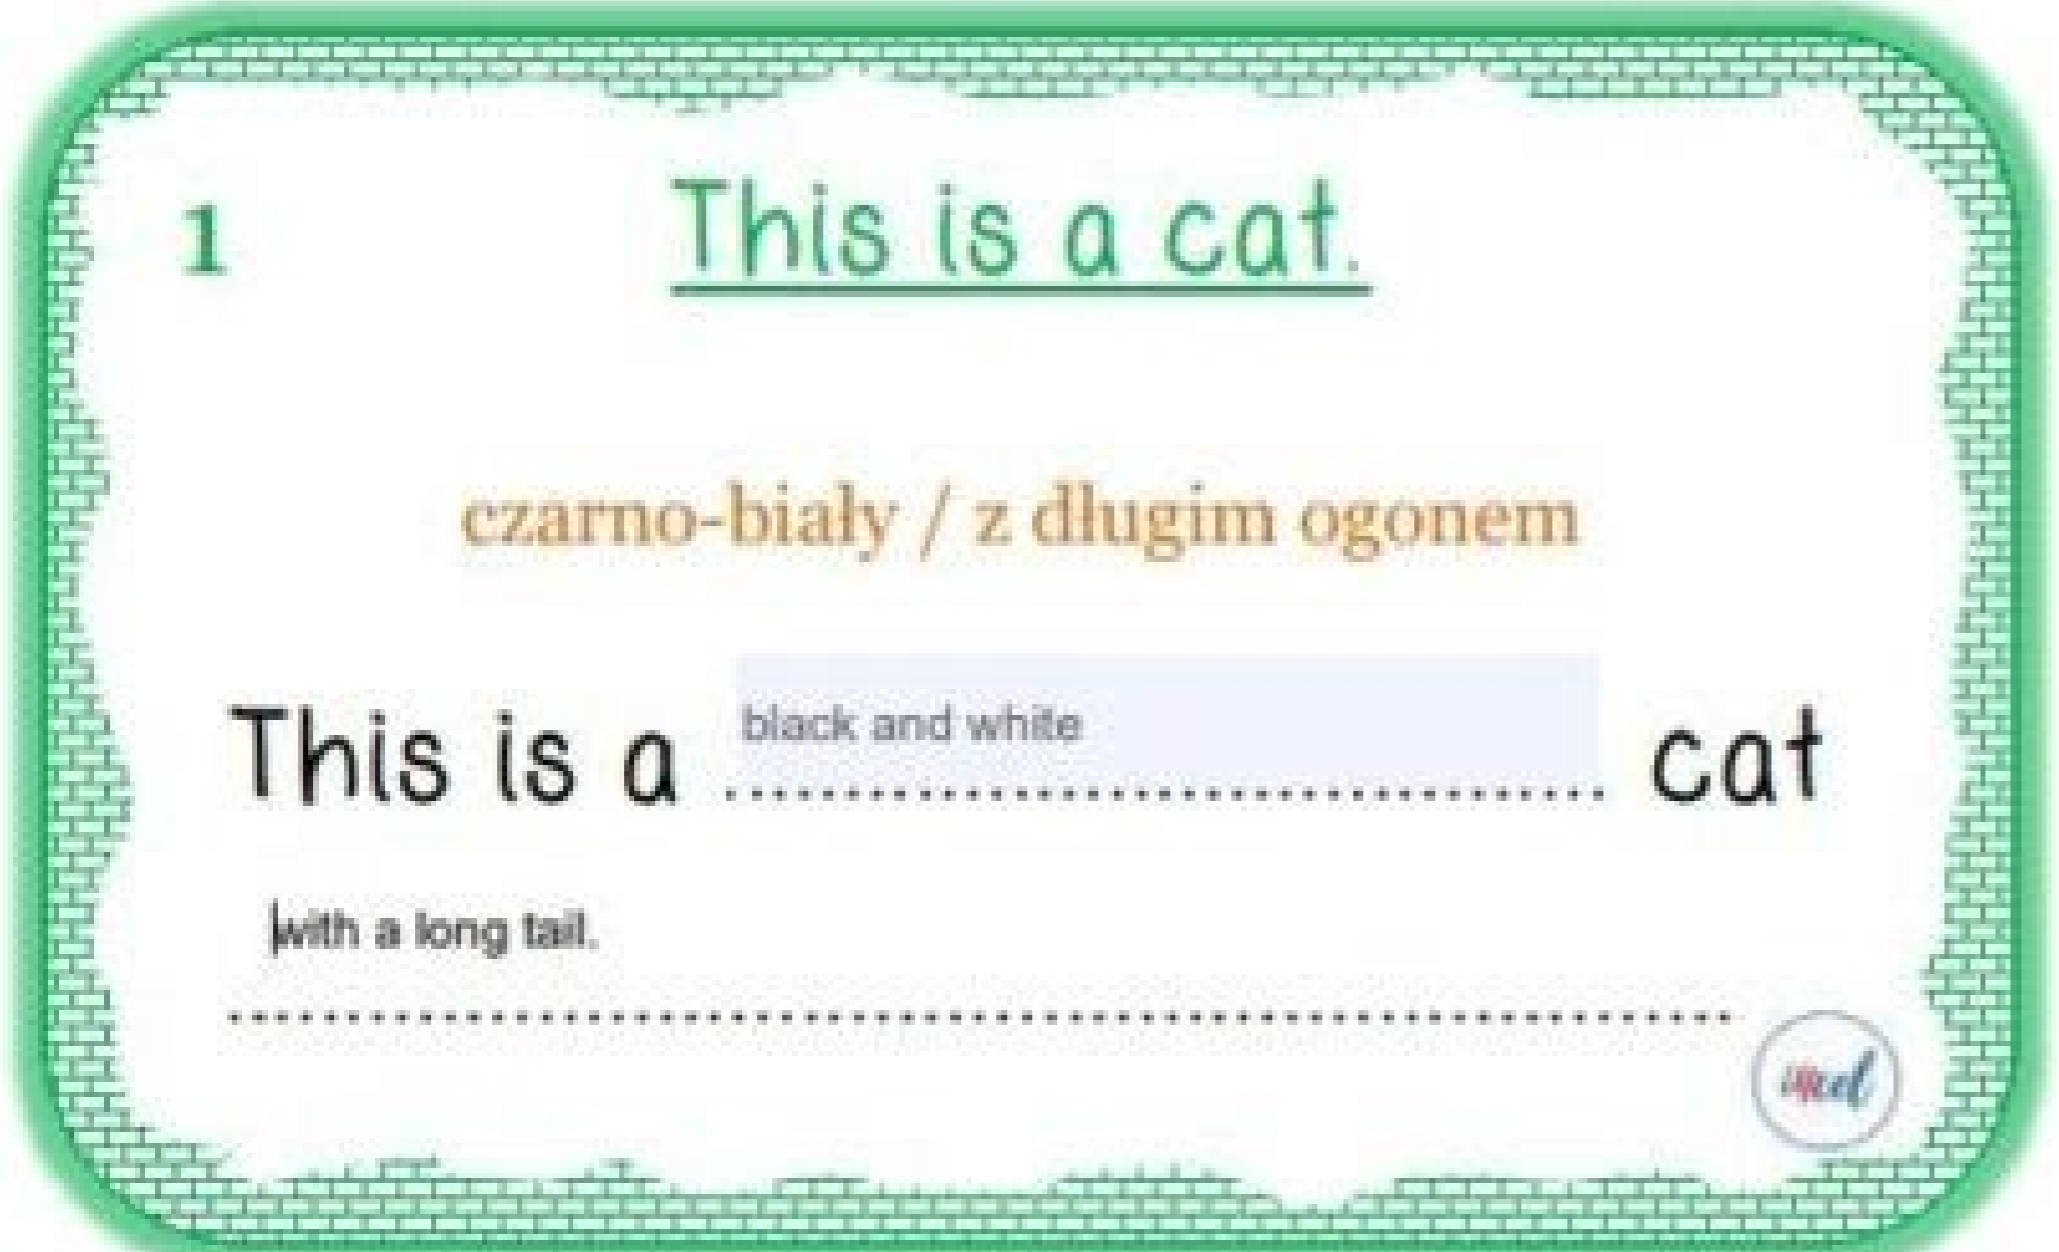 1
This is a cat.
czarno-biały / z długim ogonem
This is a black and white cat
with a long tail.